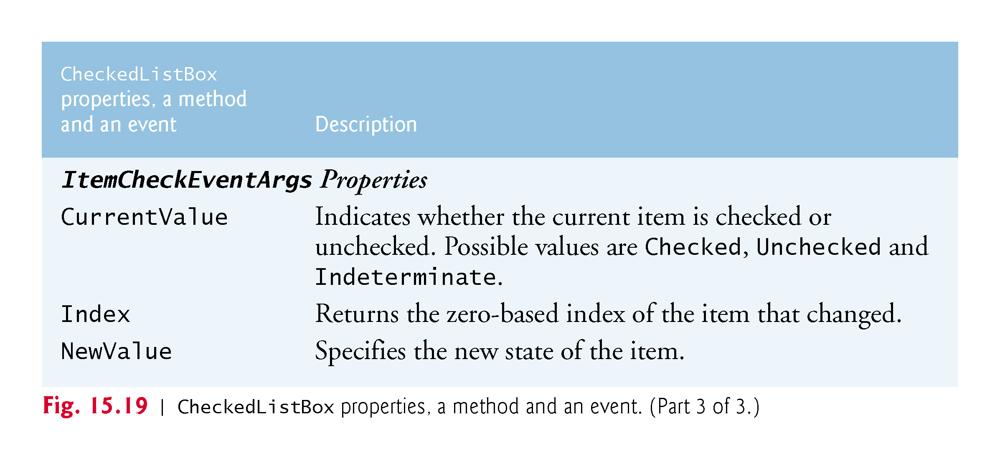 CheckedListBox
properties, a method
and an event
Description
ItemCheckEventArgs Properties
CurrentValue
Indicates whether the current item is checked or
unchecked. Possible values are Checked, Unchecked and
Indeterminate.
Index
Returns the zero-based index of the item that changed.
NewValue
Specifies the new state of the item.
Fig. 15.19 | CheckedListBox properties, a method and an event. (Part 3 of 3.)